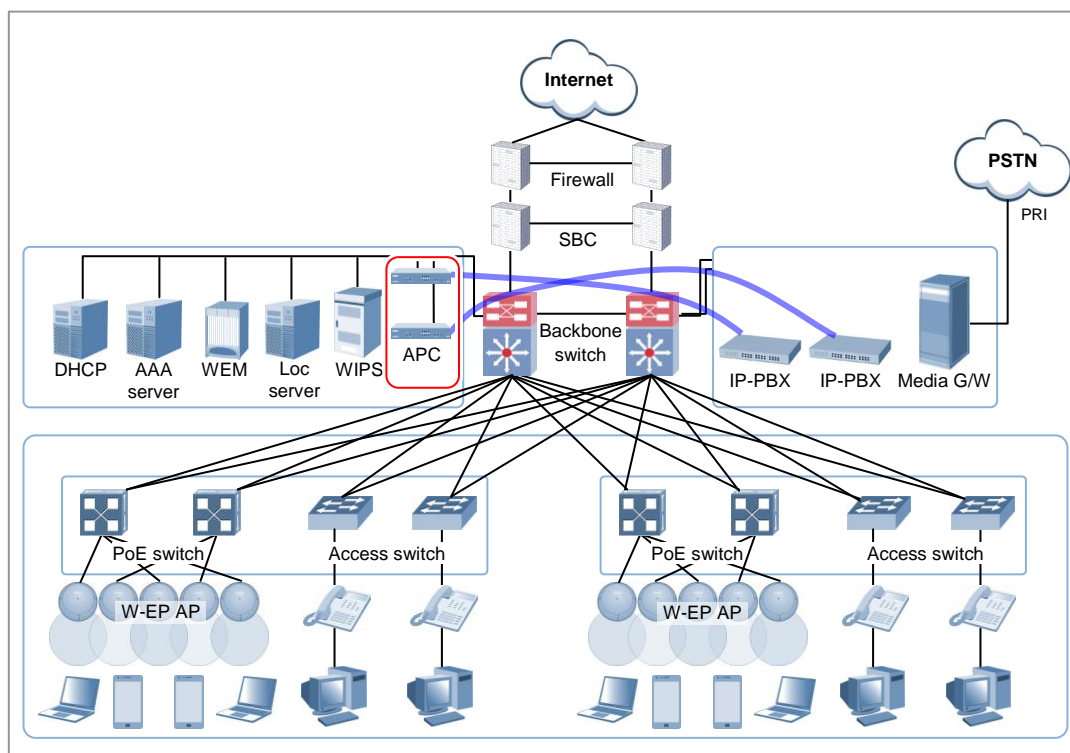 Internet
PSTN
Firewall
PRI
SBC
Backbone
switch
DHCP
AAA
server
WEM
Loc
server
WIPS
APC
IP-PBX
IP-PBX
Media G/W
PoE switch
Access switch
PoE switch
Access switch
W-EP AP
W-EP AP